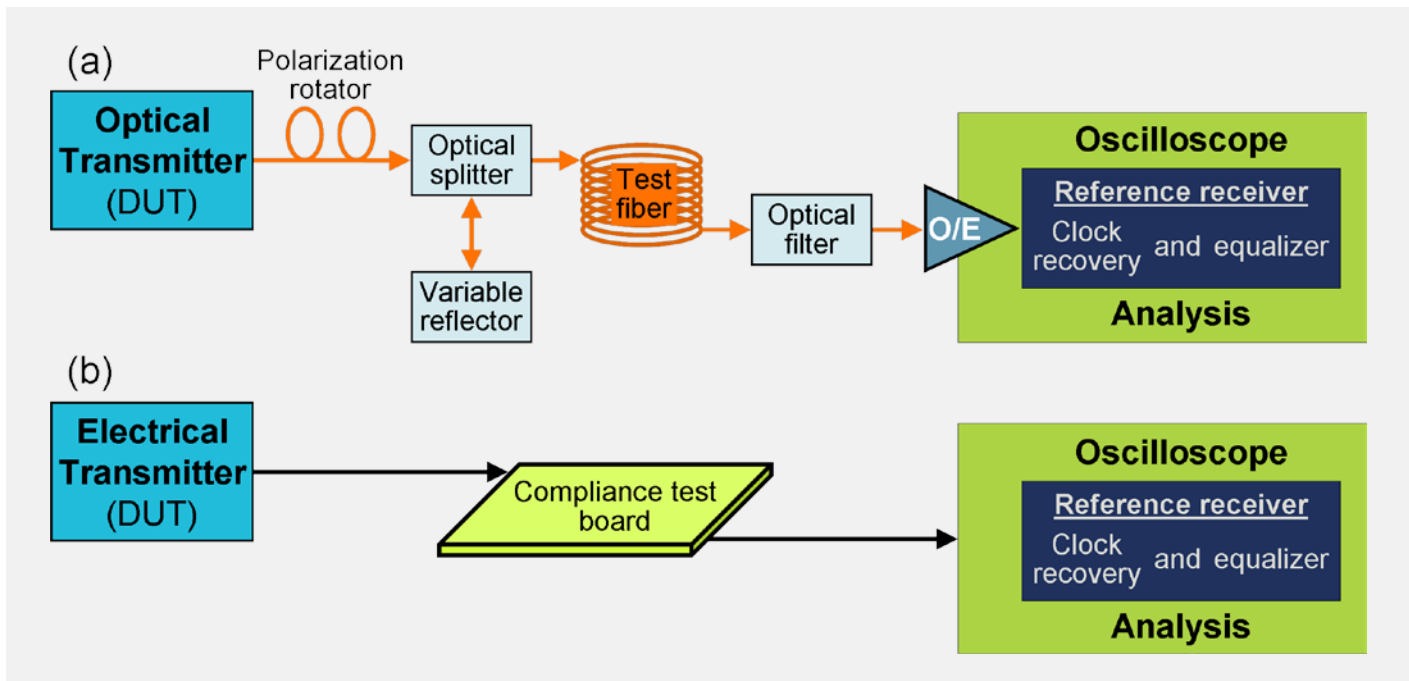 (a)
Polarization
rotator
Optical
Transmitter
(DUT)
Optical
splitter
Variable
reflector
Test
fiber
Optical
filter
O/E
Oscilloscope
Reference receiver
Clock
recovery and equalizer
Analysis
(b)
Electrical
Transmitter
(DUT)
Compliance test
board
Oscilloscope
Reference receiver
Clock
recovery and equalizer
Analysis